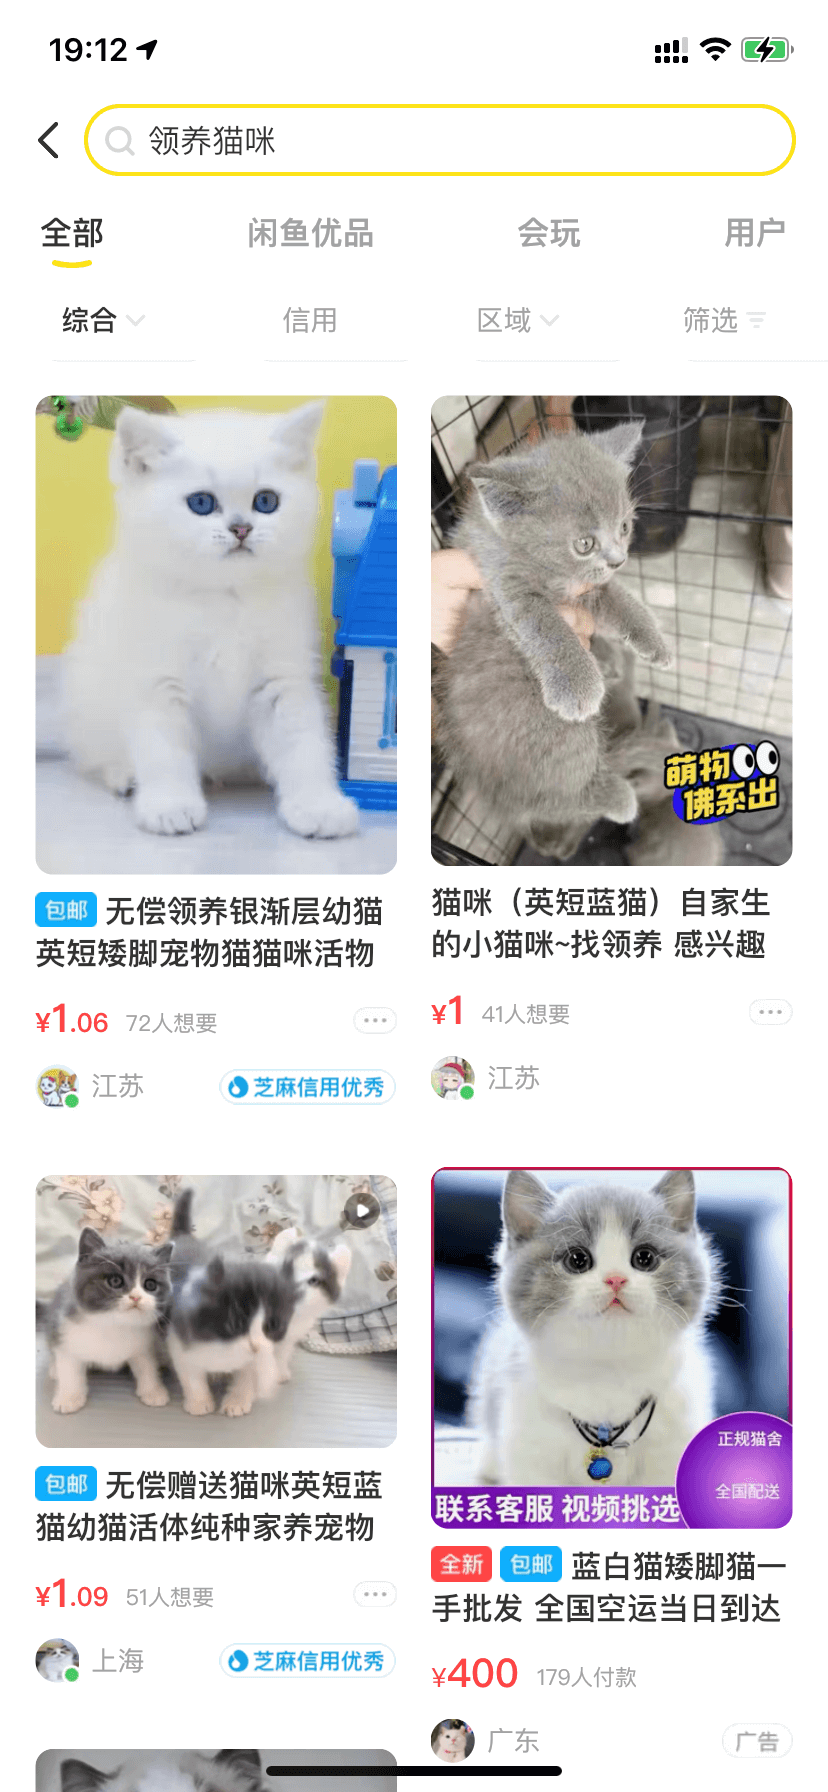 19:12
领养猫咪
全部
闲鱼优品
会玩
用户
综合
信用
区域
筛选
萌物
佛系出
包邮 无偿领养银渐层幼猫
英短矮脚宠物猫猫咪活物
¥1.06 72人想要
江苏 芝麻信用优秀
猫咪（英短蓝猫）自家生
的小猫咪~找领养 感兴趣
¥1 41人想要
江苏
包邮 无偿赠送猫咪英短蓝
猫幼猫活体纯种家养宠物
¥1.09 51人想要
上海 芝麻信用优秀
正规猫舍
全国配送
联系客服 视频挑选
全新 包邮 蓝白猫矮脚猫一
手批发 全国空运当日到达
¥400 179人付款
广东 广告